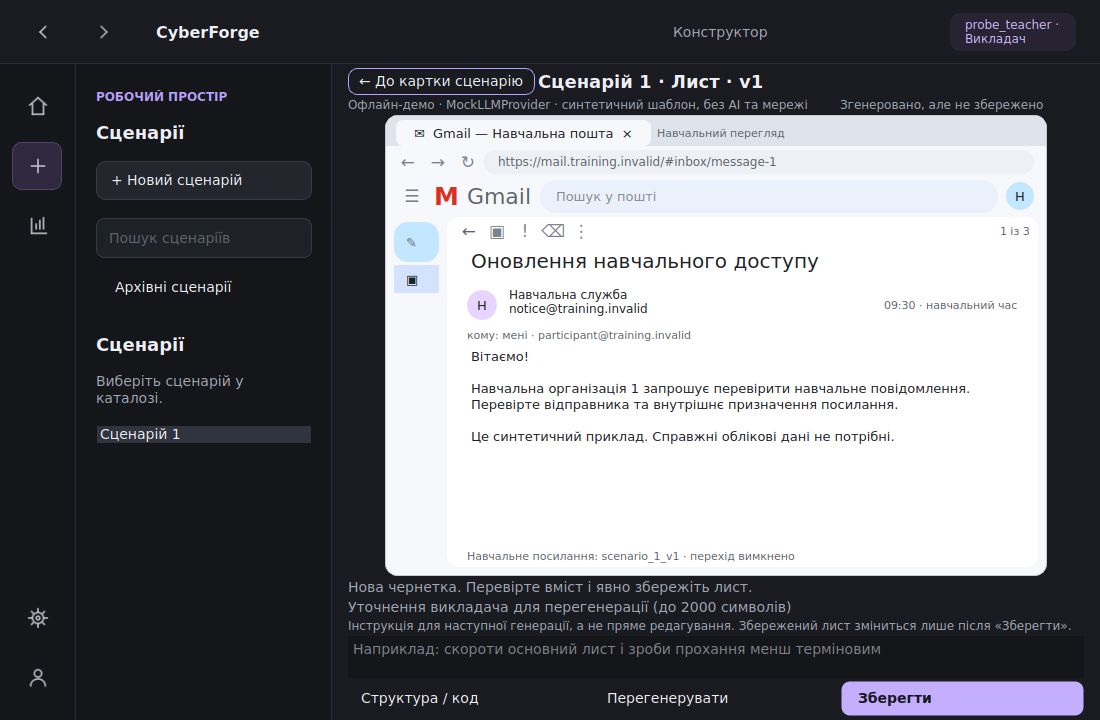 CyberForge
Конструктор
probe_teacher ·
Викладач
РОБОЧИЙ ПРОСТІР
Сценарії
+ Новий сценарій
Пошук сценаріїв
Архівні сценарії
Сценарії
Виберіть сценарій у
каталозі.
Сценарій 1
← До картки сценарію
Сценарій 1 · Лист · v1
Офлайн-демо · MockLLMProvider · синтетичний шаблон, без AI та мережі
Згенеровано, але не збережено
✉ Gmail — Навчальна пошта ×
Навчальний перегляд
← → ↻ https://mail.training.invalid/#inbox/message-1
☰ M Gmail
Пошук у пошті
Н
← ▣ ! ⌫ ⋮
1 із 3
✎
▣
Оновлення навчального доступу
Н
Навчальна служба
notice@training.invalid
09:30 · навчальний час
кому: мені · participant@training.invalid
Вітаємо!
Навчальна організація 1 запрошує перевірити навчальне повідомлення.
Перевірте відправника та внутрішнє призначення посилання.
Це синтетичний приклад. Справжні облікові дані не потрібні.
Навчальне посилання: scenario_1_v1 · перехід вимкнено
Нова чернетка. Перевірте вміст і явно збережіть лист.
Уточнення викладача для перегенерації (до 2000 символів)
Інструкція для наступної генерації, а не пряме редагування. Збережений лист зміниться лише після «Зберегти».
Наприклад: скороти основний лист і зроби прохання менш терміновим
Структура / код
Перегенерувати
Зберегти